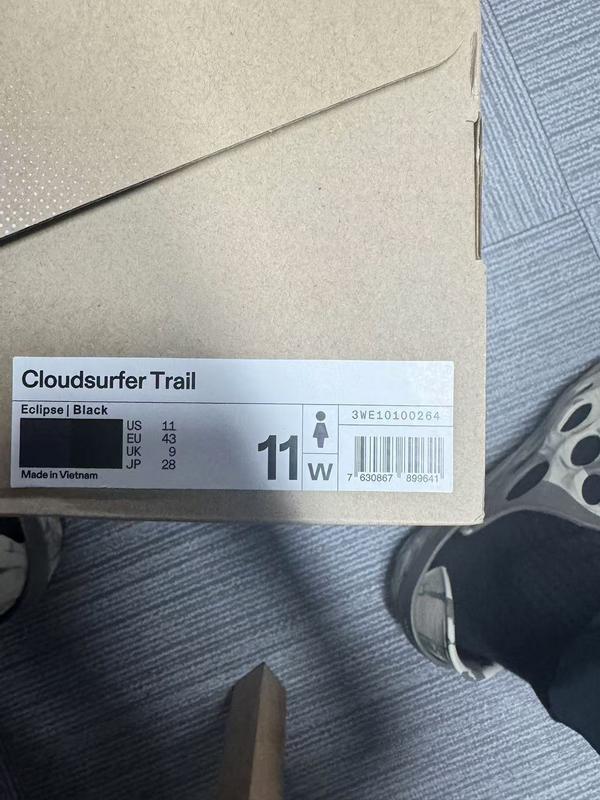 Cloudsurfer Trail
Eclipse | Black
US 11
EU 43
UK 9
JP 28
Made in Vietnam
11
W
3WE10100264
7 630867 899641